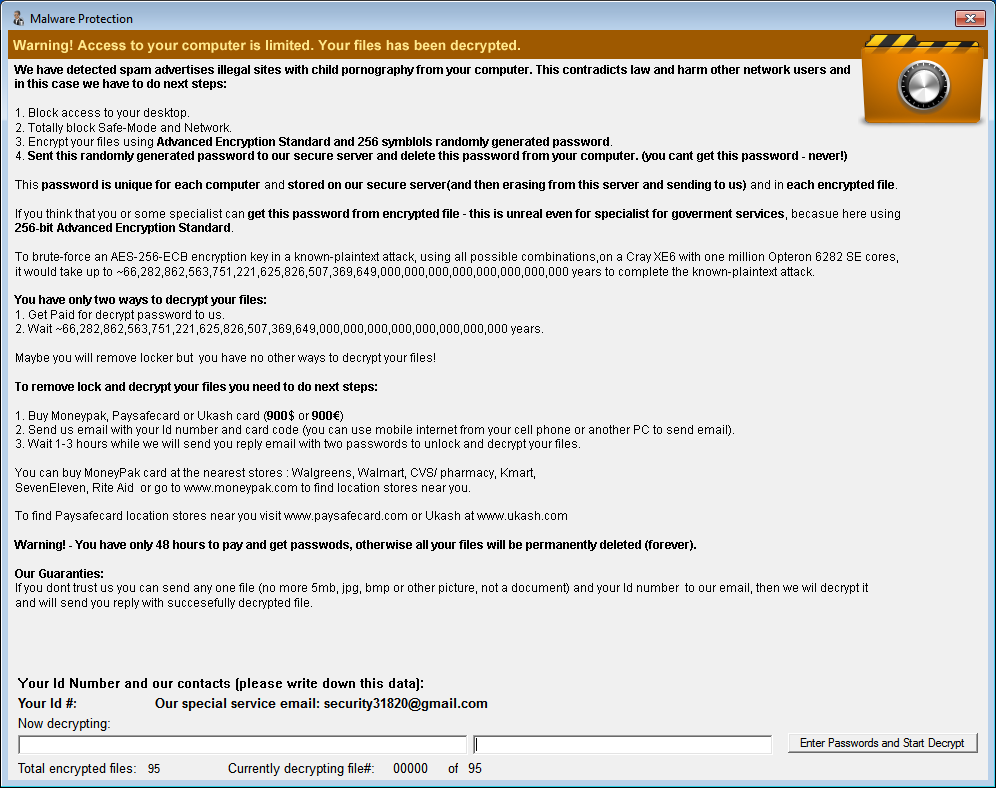 Malware Protection
Warning! Access to your computer is limited. Your files has been decrypted.
We have detected spam advertises illegal sites with child pornography from your computer. This contradicts law and harm other network users and
in this case we have to do next steps:
1. Block access to your desktop.
2. Totally block Safe-Mode and Network.
3. Encrypt your files using Advanced Encryption Standard and 256 symblols randomly generated password.
4. Sent this randomly generated password to our secure server and delete this password from your computer. (you cant get this password - never!)
This password is unique for each computer and stored on our secure server(and then erasing from this server and sending to us) and in each encrypted file.
If you think that you or some specialist can get this password from encrypted file - this is unreal even for specialist for goverment services, becasue here using
256-bit Advanced Encryption Standard.
To brute-force an AES-256-ECB encryption key in a known-plaintext attack, using all possible combinations,on a Cray XE6 with one million Opteron 6282 SE cores,
it would take up to ~66,282,862,563,751,221,625,826,507,369,649,000,000,000,000,000,000,000,000 years to complete the known-plaintext attack.
You have only two ways to decrypt your files:
1. Get Paid for decrypt password to us.
2. Wait ~66,282,862,563,751,221,625,826,507,369,649,000,000,000,000,000,000,000,000 years.
Maybe you will remove locker but you have no other ways to decrypt your files!
To remove lock and decrypt your files you need to do next steps:
1. Buy Moneypak, Paysafecard or Ukash card (900$ or 900€)
2. Send us email with your Id number and card code (you can use mobile internet from your cell phone or another PC to send email).
3. Wait 1-3 hours while we will send you reply email with two passwords to unlock and decrypt your files.
You can buy MoneyPak card at the nearest stores : Walgreens, Walmart, CVS/ pharmacy, Kmart,
SevenEleven, Rite Aid or go to www.moneypak.com to find location stores near you.
To find Paysafecard location stores near you visit www.paysafecard.com or Ukash at www.ukash.com
Warning! - You have only 48 hours to pay and get passwods, otherwise all your files will be permanently deleted (forever).
Our Guaranties:
If you dont trust us you can send any one file (no more 5mb, jpg, bmp or other picture, not a document) and your Id number to our email, then we wil decrypt it
and will send you reply with succesefully decrypted file.
Your Id Number and our contacts (please write down this data):
Your Id #: Our special service email: security31820@gmail.com
Now decrypting:
Enter Passwords and Start Decrypt
Total encrypted files: 95 Currently decrypting file#: 00000 of 95